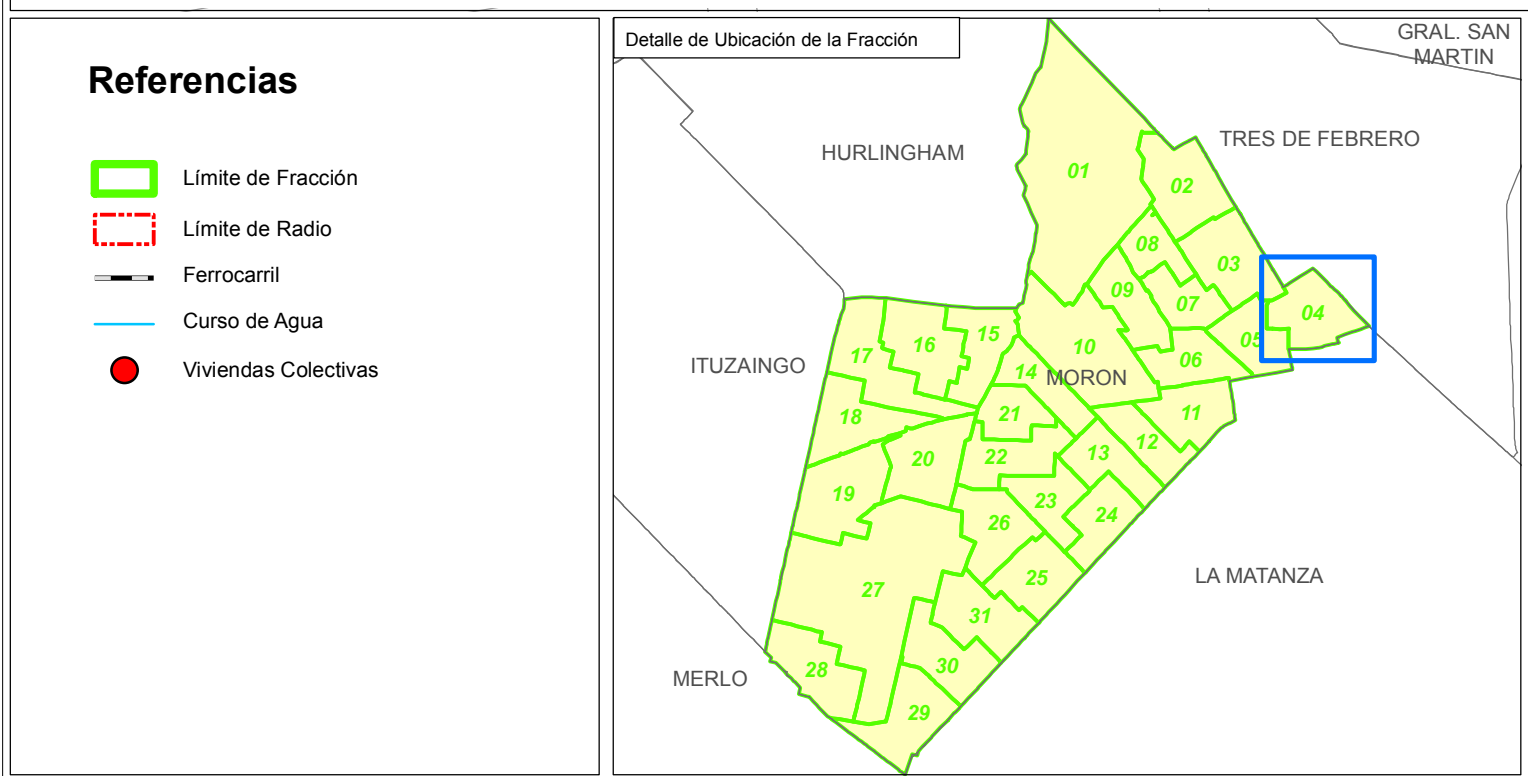 Referencias
Límite de Fracción
Límite de Radio
Ferrocarril
Curso de Agua
Viviendas Colectivas
Detalle de Ubicación de la Fracción
GRAL. SAN
MARTIN
TRES DE FEBRERO
HURLINGHAM
01
02
08
03
09
07
04
05
06
10
MORON
15
16
17
ITUZAINGO
14
18
21
11
12
13
22
20
19
23
24
26
25
LA MATANZA
27
31
30
28
MERLO
29